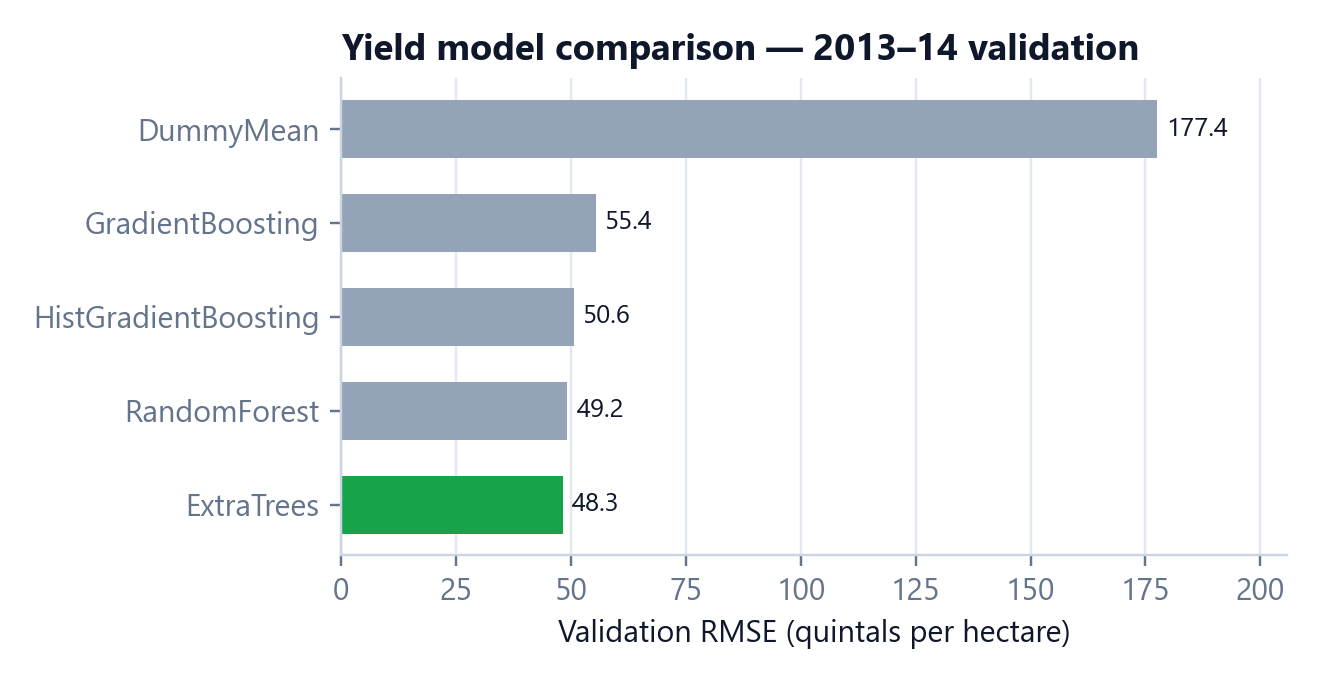 Yield model comparison — 2013–14 validation
DummyMean 177.4
GradientBoosting 55.4
HistGradientBoosting 50.6
RandomForest 49.2
ExtraTrees 48.3
0 25 50 75 100 125 150 175 200
Validation RMSE (quintals per hectare)